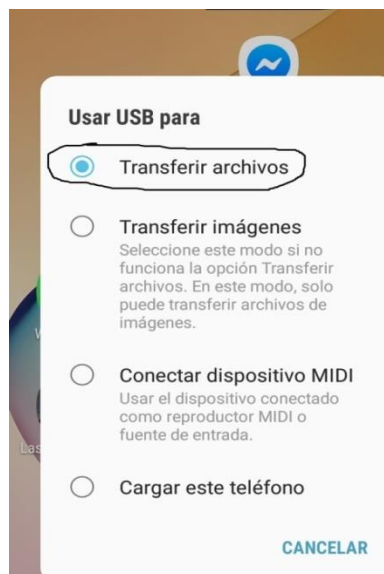 Usar USB para
Transferir archivos
Transferir imágenes
Seleccione este modo si no
funciona la opción Transferir
archivos. En este modo, solo
puede transferir archivos de
imágenes.
Conectar dispositivo MIDI
Usar el dispositivo conectado
como reproductor MIDI o
fuente de entrada.
Cargar este teléfono
CANCELAR